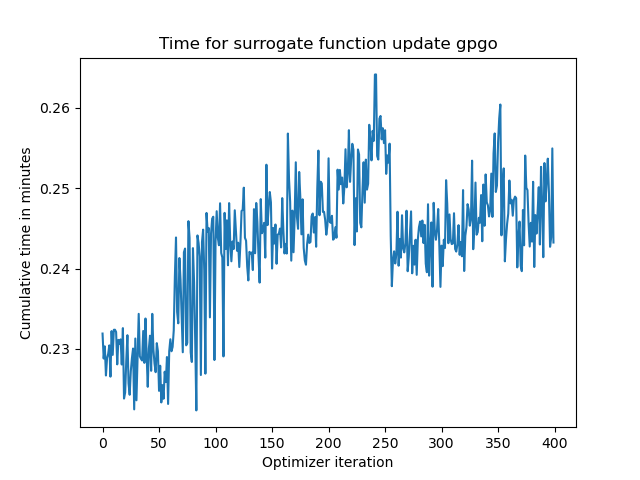 Time for surrogate function update gpgo
0.26
0.25
0.24
0.23
Cumulative time in minutes
0 50 100 150 200 250 300 350 400
Optimizer iteration